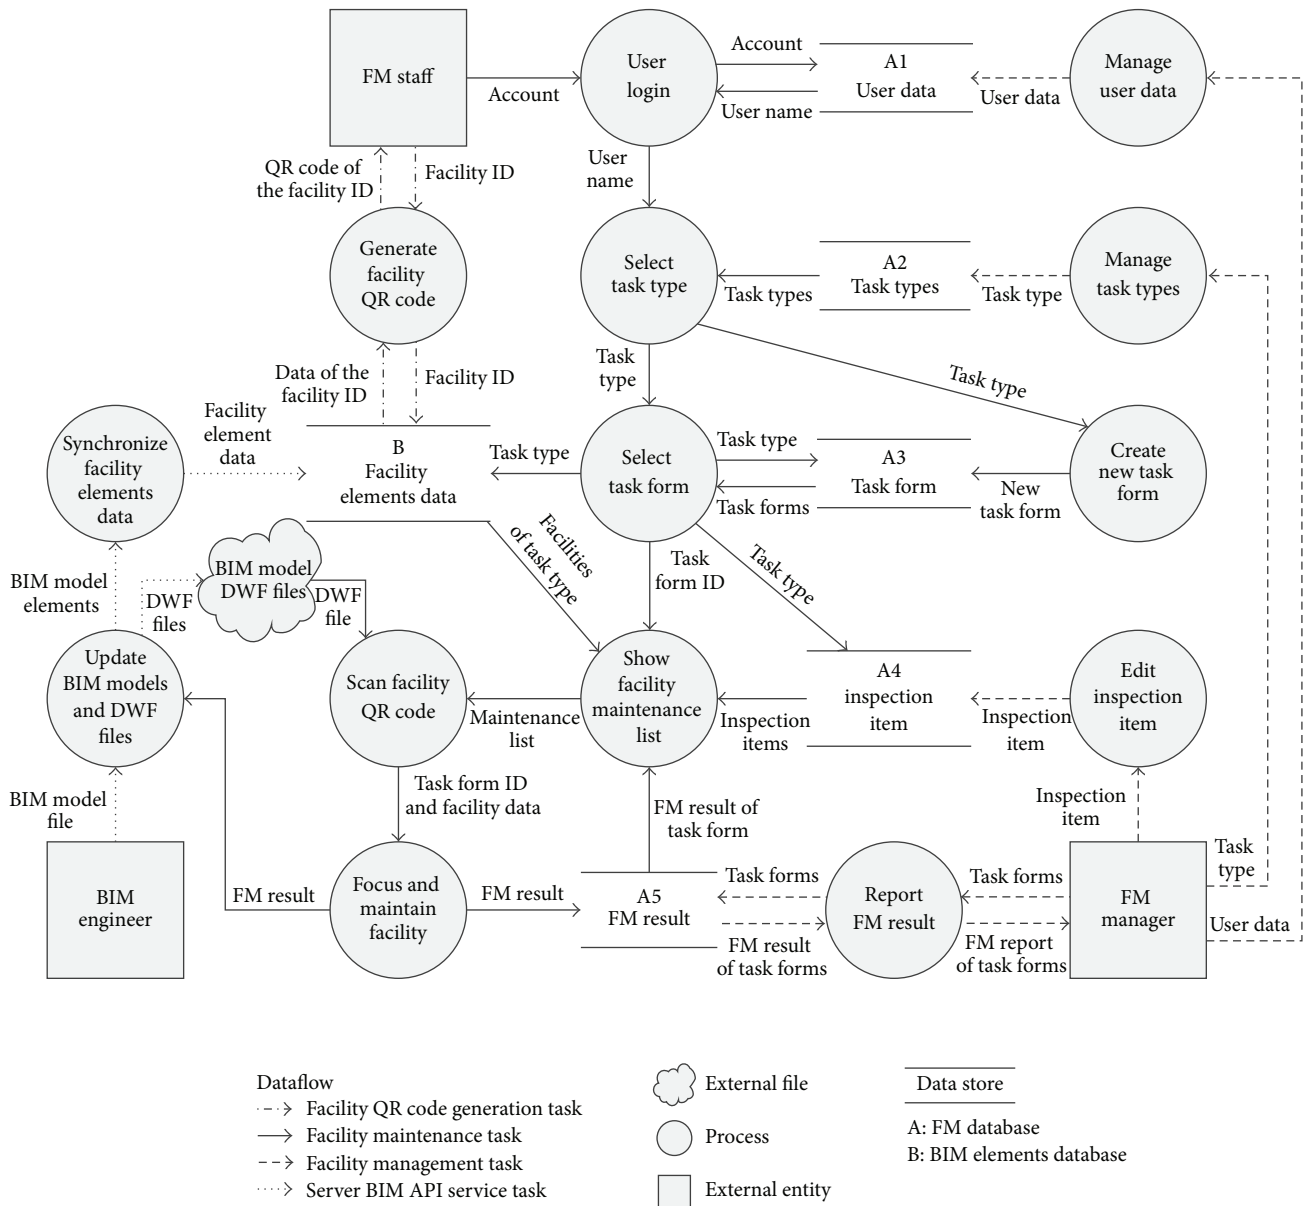 FM staff
Account
User
login
Account
User name
A1
User data
User data
Manage
user data
QR code of
the facility ID
Facility ID
User
name
Generate
facility
QR code
Select
task type
Task types
A2
Task types
Task type
Manage
task types
Data of the
facility ID
Facility ID
Task
type
Task type
Synchronize
facility
elements
data
Facility
element
data
B
Facility
elements data
Task type
Select
task form
Task type
Task forms
A3
Task form
New
task form
Create
new task
form
BIM model
elements
DWF
files
BIM model
DWF files
DWF
file
Facilities
of task type
Task
form ID
Task type
Update
BIM models
and DWF
files
Scan facility
QR code
Maintenance
list
Show
facility
maintenance
list
Inspection
items
A4
inspection
item
Inspection
item
Edit
inspection
item
BIM model
file
Task form ID
and facility data
FM result of
task form
Inspection
item
Task
type
BIM
engineer
FM result
Focus and
maintain
facility
FM result
A5
FM result
Task forms
FM result
of task forms
Report
FM result
Task forms
FM report
of task forms
FM
manager
User data
Dataflow
Facility QR code generation task
Facility maintenance task
Facility management task
Server BIM API service task
External file
Process
External entity
Data store
A: FM database
B: BIM elements database